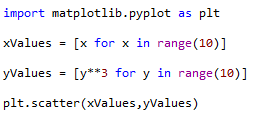 import matplotlib.pyplot as plt
xValues = [x for x in range(10)]
yValues = [y**3 for y in range(10)]
plt.scatter(xValues,yValues)